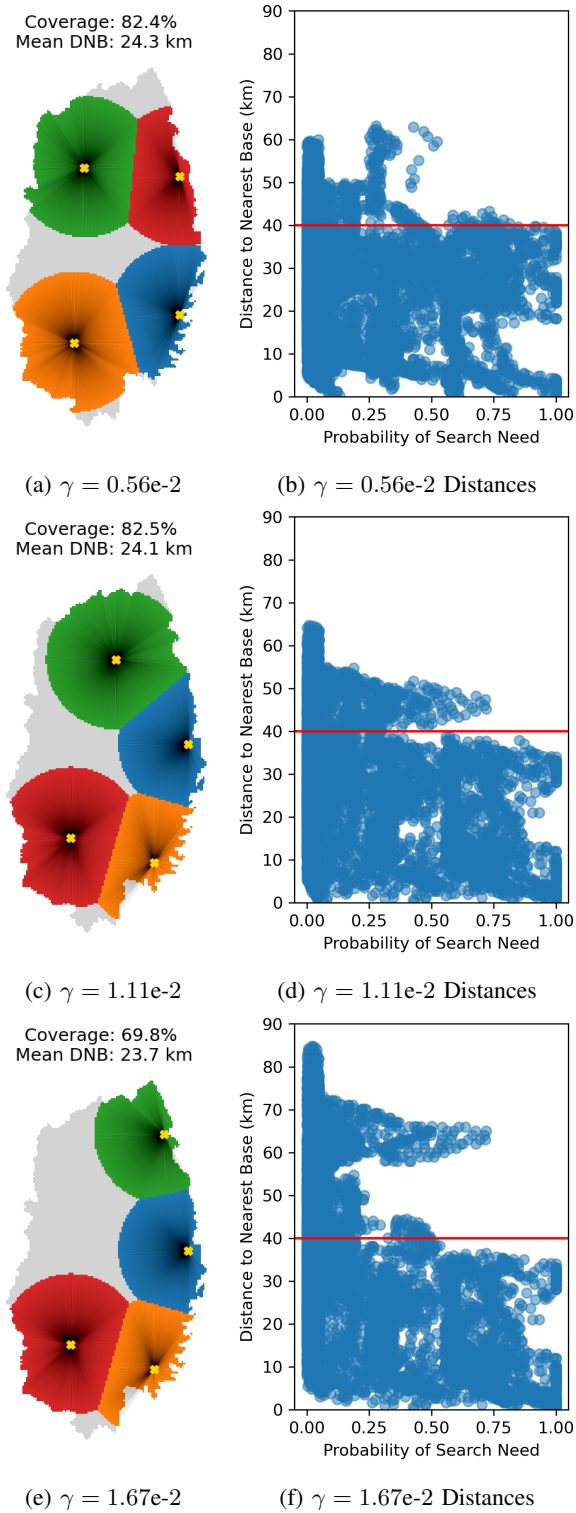 Coverage: 82.4%
Mean DNB: 24.3 km
90
80
70
60
50
40
30
20
10
0
Distance to Nearest Base (km)
0.00 0.25 0.50 0.75 1.00
Probability of Search Need
(a) γ = 0.56e-2
(b) γ = 0.56e-2 Distances
Coverage: 82.5%
Mean DNB: 24.1 km
90
80
70
60
50
40
30
20
10
0
Distance to Nearest Base (km)
0.00 0.25 0.50 0.75 1.00
Probability of Search Need
(c) γ = 1.11e-2
(d) γ = 1.11e-2 Distances
Coverage: 69.8%
Mean DNB: 23.7 km
90
80
70
60
50
40
30
20
10
0
Distance to Nearest Base (km)
0.00 0.25 0.50 0.75 1.00
Probability of Search Need
(e) γ = 1.67e-2
(f) γ = 1.67e-2 Distances